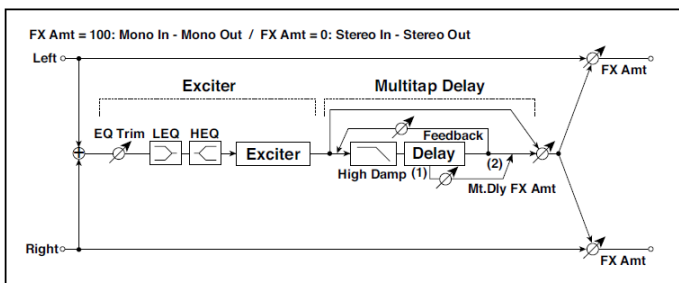 FX Amt = 100: Mono In - Mono Out / FX Amt = 0: Stereo In - Stereo Out
Left
FX Amt
Exciter
Multitap Delay
EQ Trim
LEQ
HEQ
Feedback
Exciter
Delay
High Damp
(1)
(2)
Mt.Dly FX Amt
Right
FX Amt